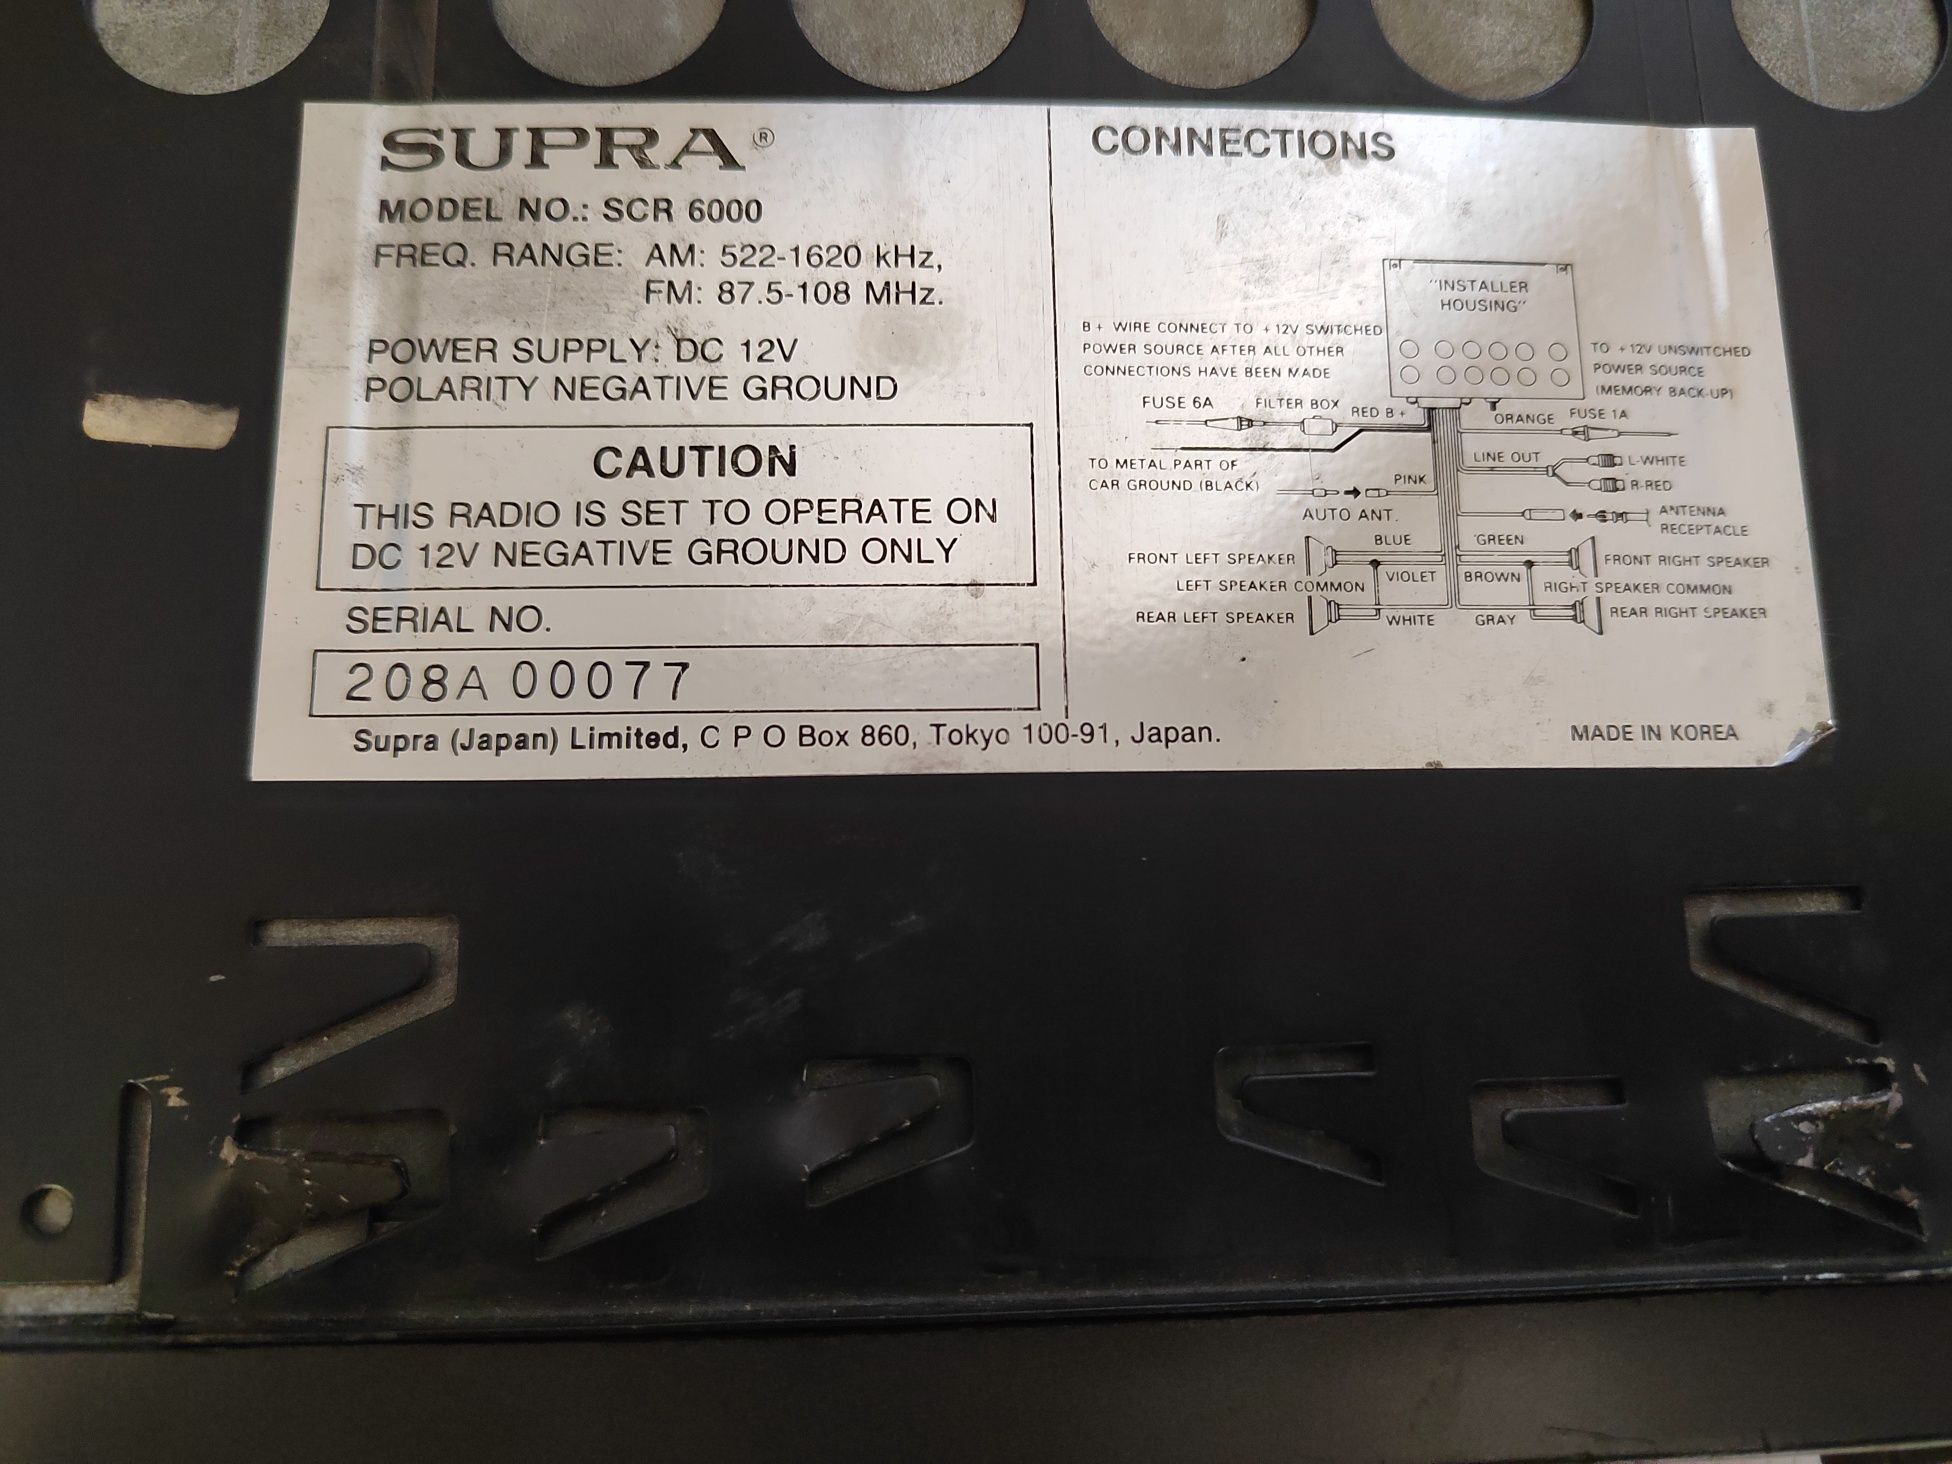 SUPRA®
MODEL NO.: SCR 6000
FREQ. RANGE: AM: 522-1620 kHz,
FM: 87.5-108 MHz.
POWER SUPPLY: DC 12V
POLARITY NEGATIVE GROUND
CAUTION
THIS RADIO IS SET TO OPERATE ON
DC 12V NEGATIVE GROUND ONLY
SERIAL NO.
208A 00077
Supra (Japan) Limited, C P O Box 860, Tokyo 100-91, Japan.
CONNECTIONS
"INSTALLER
HOUSING"
B + WIRE CONNECT TO + 12V SWITCHED
POWER SOURCE AFTER ALL OTHER
CONNECTIONS HAVE BEEN MADE
TO + 12V UNSWITCHED
POWER SOURCE
(MEMORY BACK-UP)
FUSE 6A
FILTER BOX
RED B +
ORANGE
FUSE 1A
TO METAL PART OF
CAR GROUND (BLACK)
LINE OUT
L-WHITE
R-RED
PINK
AUTO ANT.
ANTENNA
RECEPTACLE
BLUE
GREEN
FRONT LEFT SPEAKER
FRONT RIGHT SPEAKER
VIOLET
BROWN
LEFT SPEAKER COMMON
RIGHT SPEAKER COMMON
REAR LEFT SPEAKER
WHITE
GRAY
REAR RIGHT SPEAKER
MADE IN KOREA